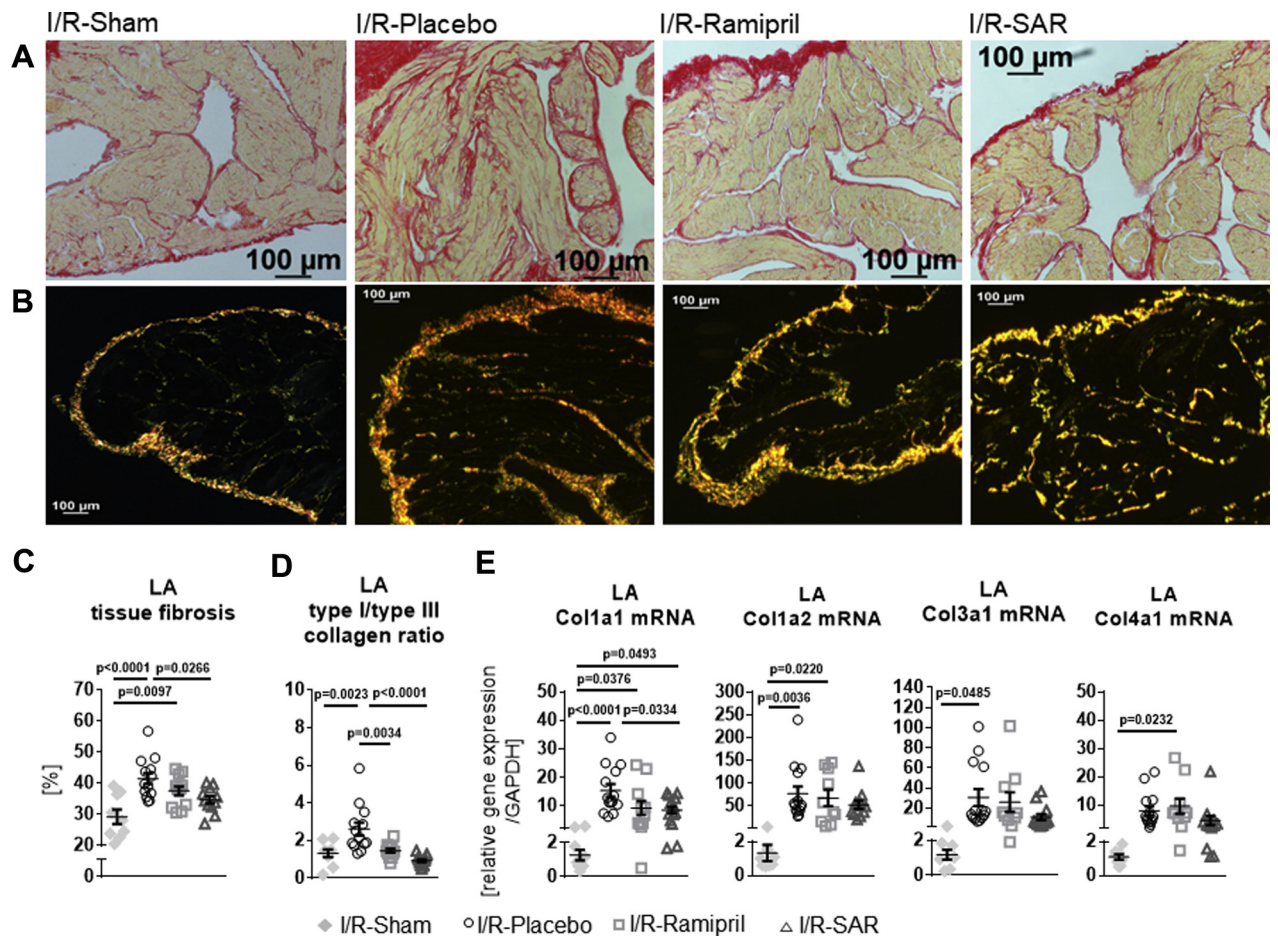 I/R-Sham I/R-Placebo I/R-Ramipril I/R-SAR
A
100 µm 100 µm 100 µm 100 µm
B
100 µm 100 µm 100 µm 100 µm
C
LA
tissue fibrosis
p<0.0001 p=0.0266
p=0.0097
[%]
70
60
50
40
30
20
0
D
LA
type I/type III
collagen ratio
p=0.0023 p<0.0001
p=0.0034
10
8
6
4
2
0
E
[relative gene expression
/GAPDH]
LA
Col1a1 mRNA
p=0.0493
p=0.0376
p<0.0001 p=0.0334
50
40
30
20
10
2
0
LA
Col1a2 mRNA
p=0.0220
p=0.0036
300
250
200
150
100
50
2
0
LA
Col3a1 mRNA
p=0.0485
140
120
100
80
60
40
20
2
0
LA
Col4a1 mRNA
p=0.0232
50
40
30
20
10
2
0
I/R-Sham I/R-Placebo I/R-Ramipril I/R-SAR